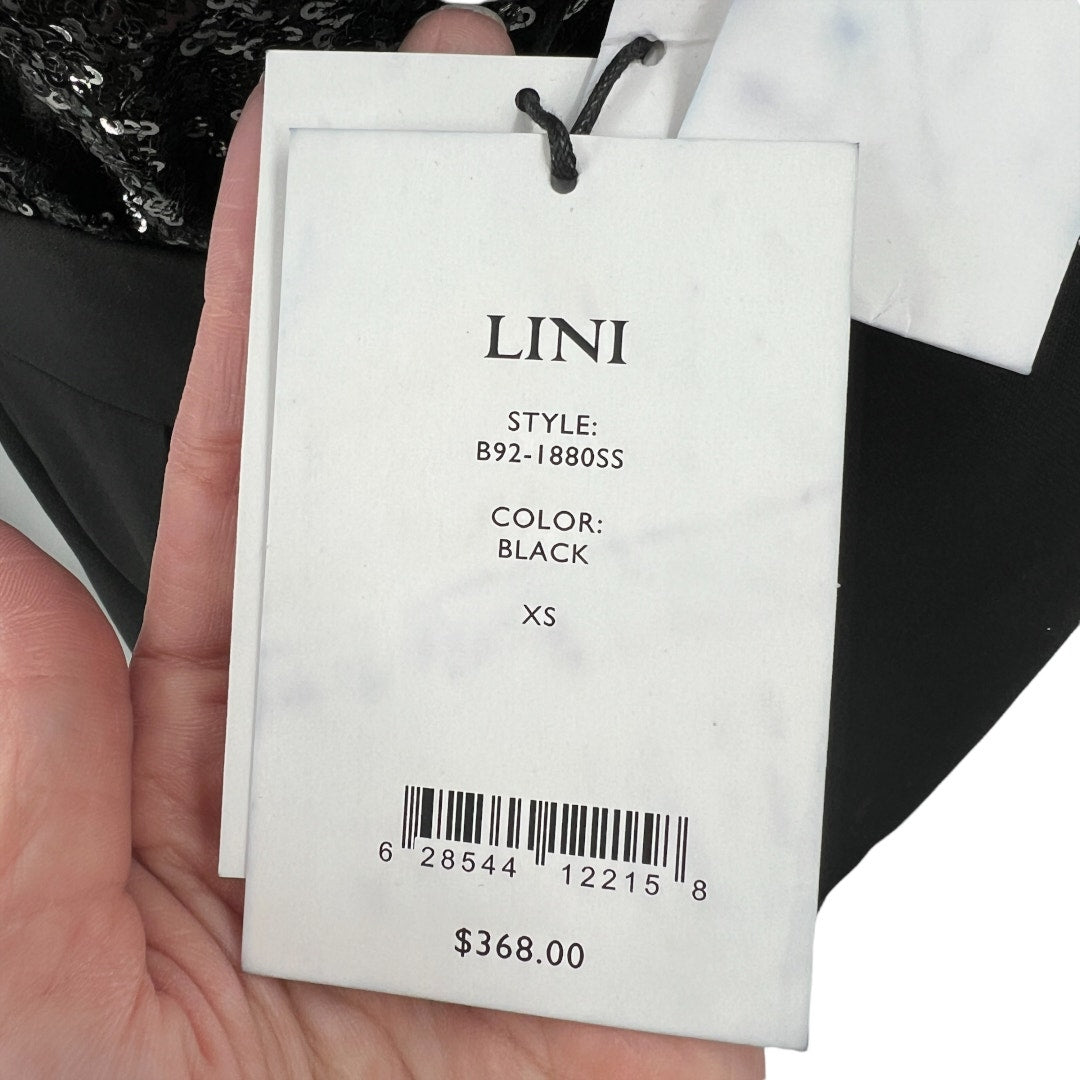 LINI
STYLE:
B92-1880SS
COLOR:
BLACK
XS
6 28544 12215 8
$368.00